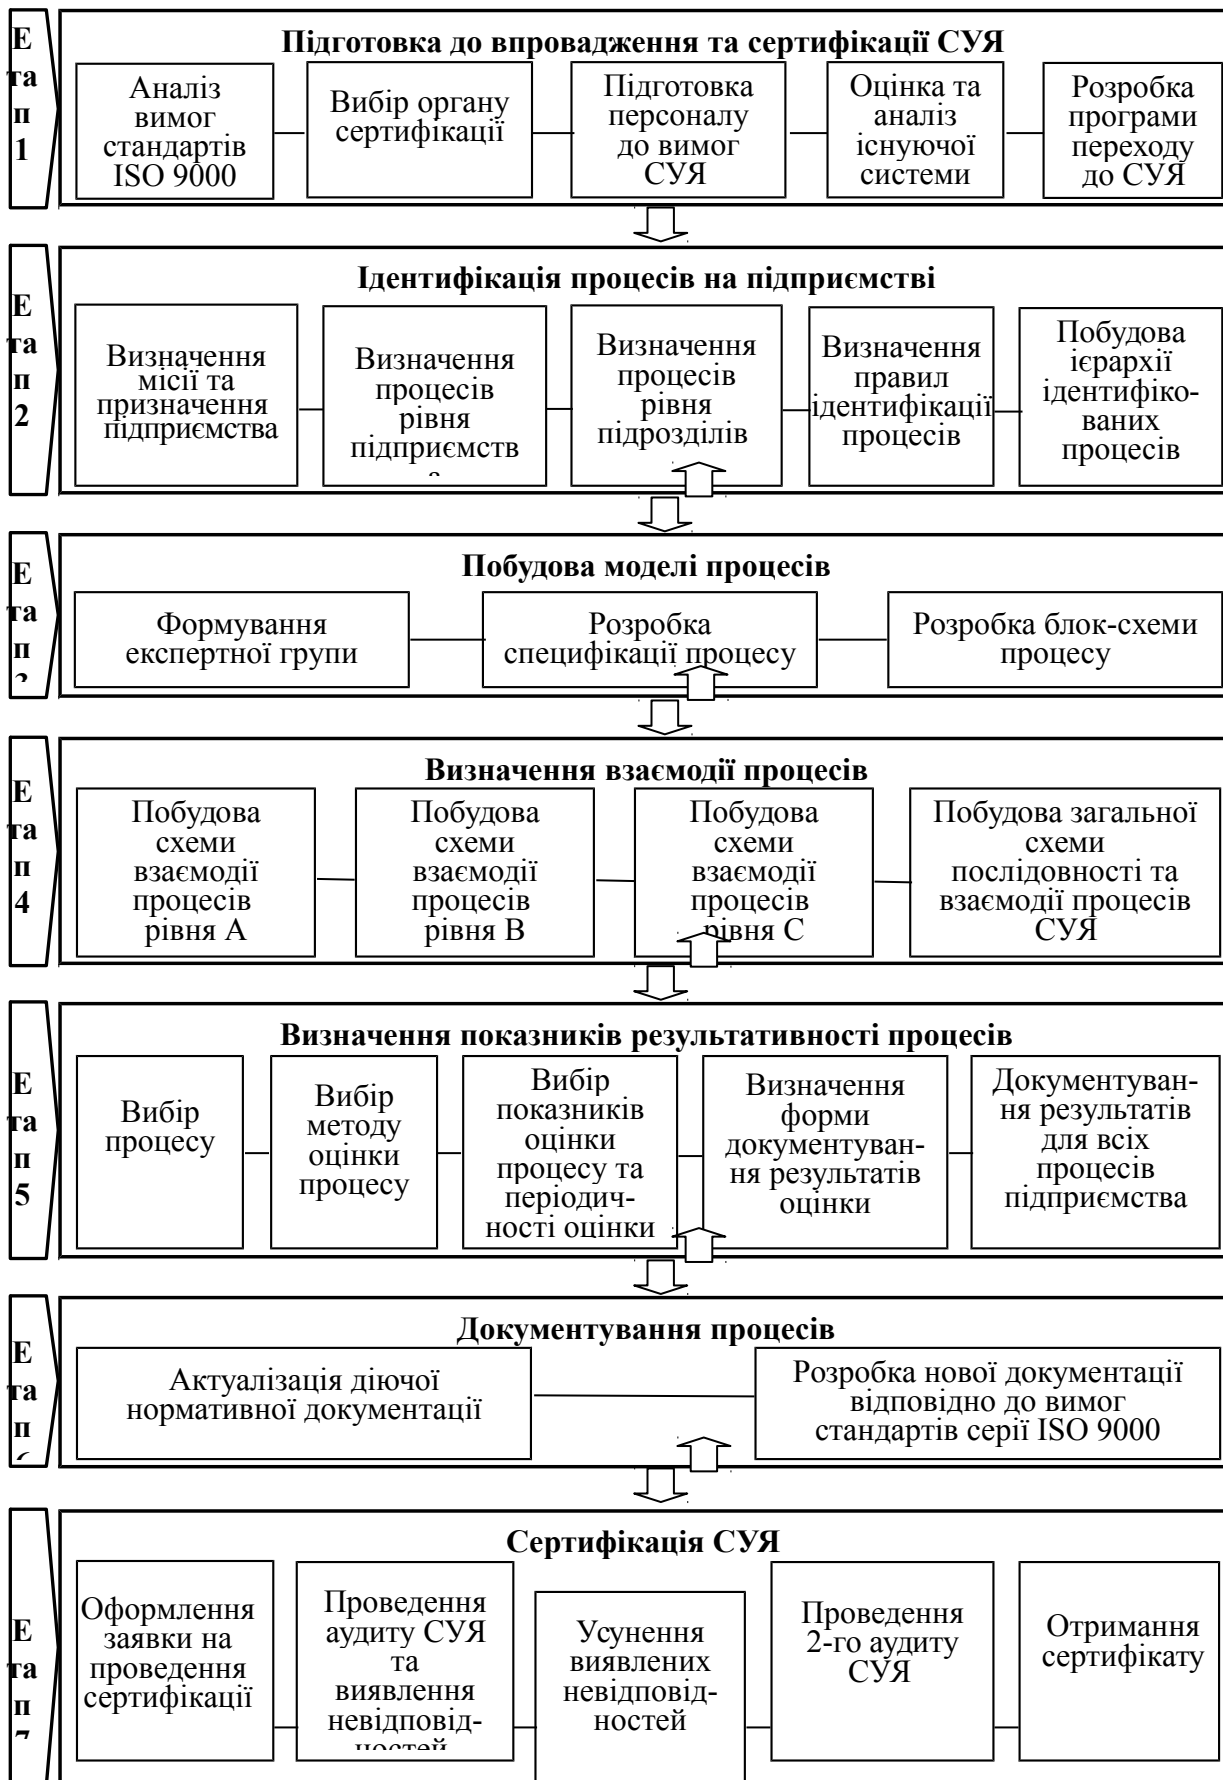 Е
та
п
1
Підготовка до впровадження та сертифікації СУЯ
Аналіз
вимог
стандартів
ISO 9000
Вибір органу
сертифікації
Підготовка
персоналу
до вимог
СУЯ
Оцінка та
аналіз
існуючої
системи
Розробка
програми
переходу
до СУЯ
Е
та
п
2
Ідентифікація процесів на підприємстві
Визначення
місії та
призначення
підприємства
Визначення
процесів
рівня
підприємств
Визначення
процесів
рівня
підрозділів
Визначення
правил
ідентифікації
процесів
Побудова
ієрархії
ідентифіко-
ваних
процесів
Е
та
п
3
Побудова моделі процесів
Формування
експертної групи
Розробка
специфікації процесу
Розробка блок-схеми
процесу
Е
та
п
4
Визначення взаємодії процесів
Побудова
схеми
взаємодії
процесів
рівня А
Побудова
схеми
взаємодії
процесів
рівня В
Побудова
схеми
взаємодії
процесів
рівня С
Побудова загальної
схеми
послідовності та
взаємодії процесів
СУЯ
Е
та
п
5
Визначення показників результативності процесів
Вибір
процесу
Вибір
методу
оцінки
процесу
Вибір
показників
оцінки
процесу та
періодич-
ності оцінки
Визначення
форми
документуван-
ня результатів
оцінки
Документуван-
ня результатів
для всіх
процесів
підприємства
Е
та
п
6
Документування процесів
Актуалізація діючої
нормативної документації
Розробка нової документації
відповідно до вимог
стандартів серії ISO 9000
Е
та
п
7
Сертифікація СУЯ
Оформлення
заявки на
проведення
сертифікації
Проведення
аудиту СУЯ
та
виявлення
невідповід-
ностей
Усунення
виявлених
невідповід-
ностей
Проведення
2-го аудиту
СУЯ
Отримання
сертифікату